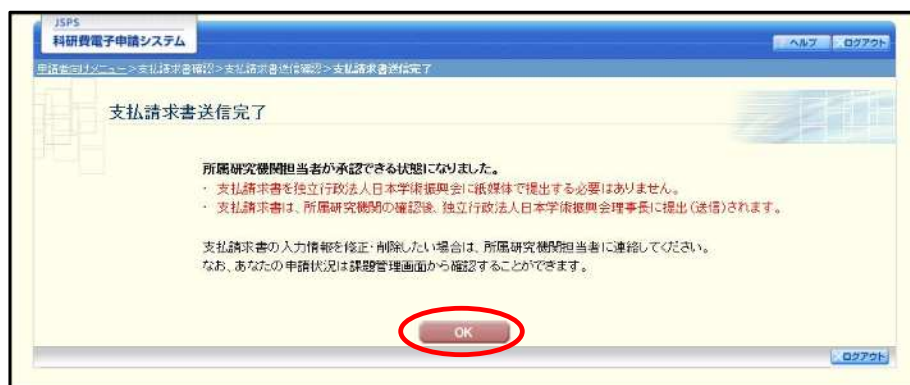 JSPS
科研費電子申請システム
ヘルプ ログアウト
申請者向けメニュー>支払請求書確認>支払請求書送信確認>支払請求書送信完了
支払請求書送信完了
所属研究機関担当者が承認できる状態になりました。
・ 支払請求書を独立行政法人日本学術振興会に紙媒体で提出する必要はありません。
・ 支払請求書は、所属研究機関の確認後、独立行政法人日本学術振興会理事長に提出(送信)されます。
支払請求書の入力情報を修正・削除したい場合は、所属研究機関担当者に連絡してください。
なお、あなたの申請状況は課題管理画面から確認することができます。
OK
ログアウト